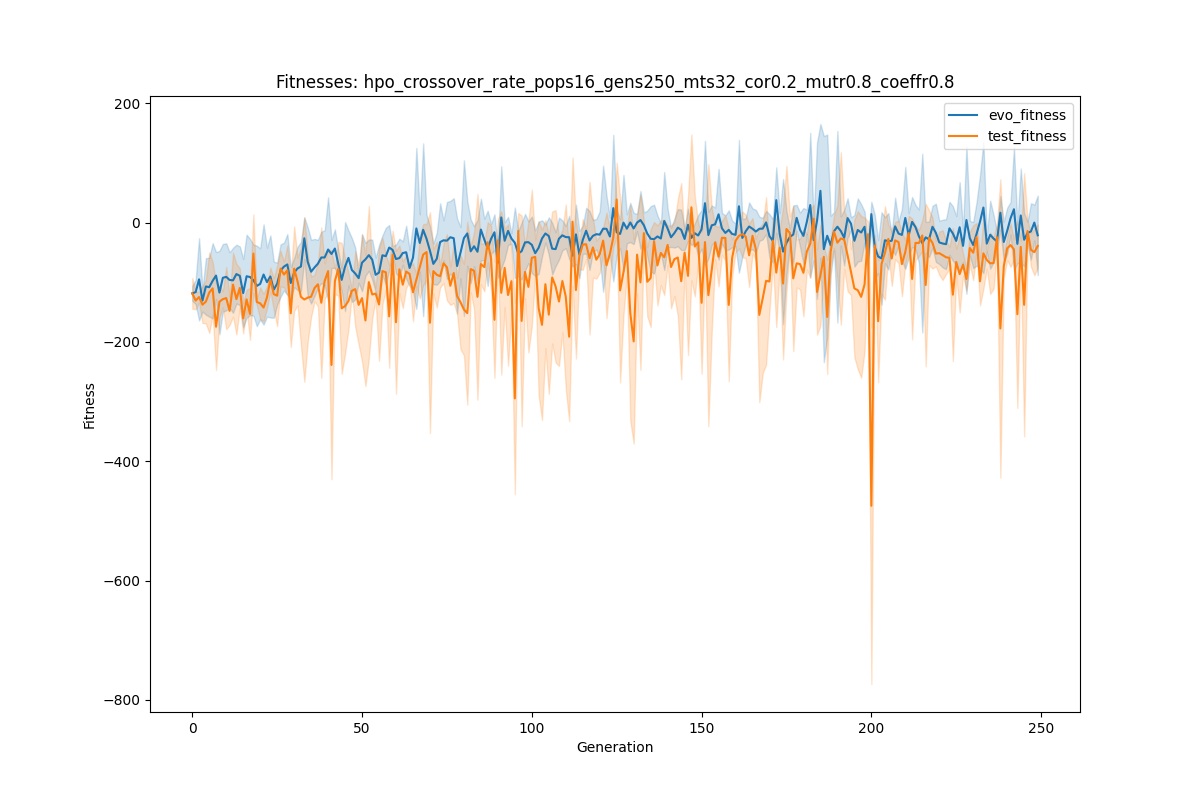 Fitnesses: hpo_crossover_rate_pops16_gens250_mts32_cor0.2_mutr0.8_coeffr0.8
evo_fitness
test_fitness
200
0
−200
−400
−600
−800
Fitness
0 50 100 150 200 250
Generation